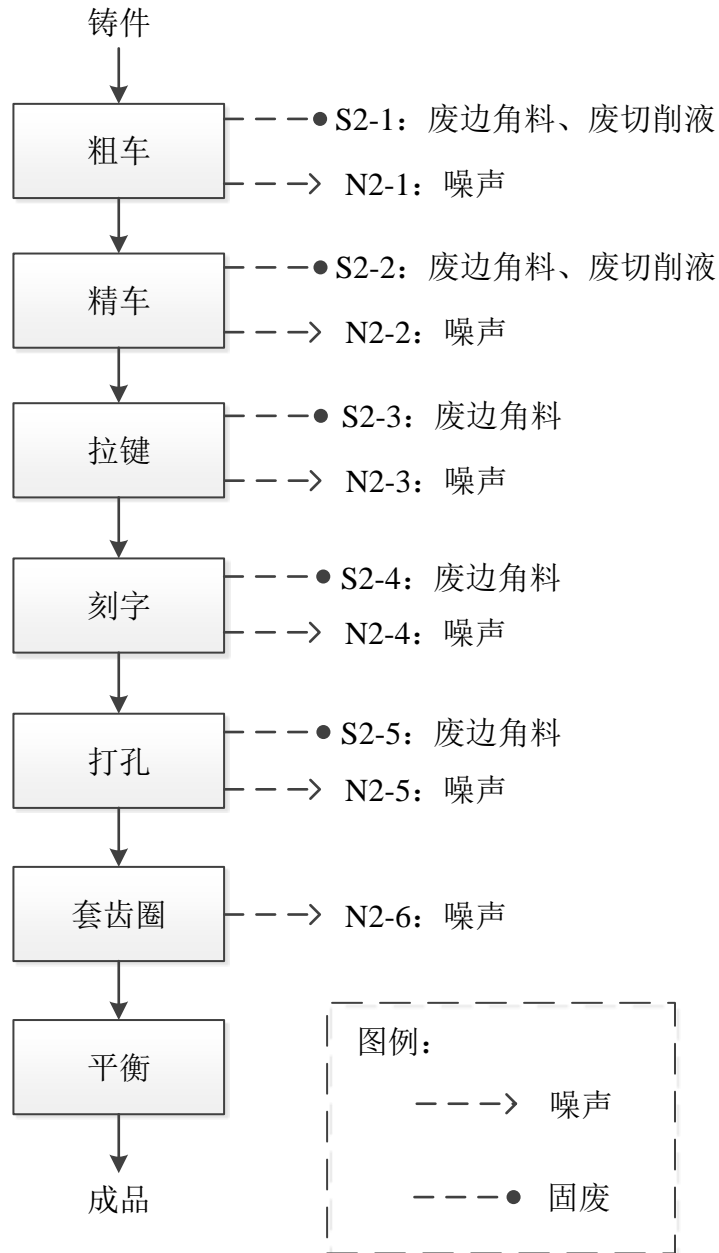 铸件
粗车
S2-1：废边角料、废切削液
N2-1：噪声
精车
S2-2：废边角料、废切削液
N2-2：噪声
拉键
S2-3：废边角料
N2-3：噪声
刻字
S2-4：废边角料
N2-4：噪声
打孔
S2-5：废边角料
N2-5：噪声
套齿圈
N2-6：噪声
平衡
成品
图例：
噪声
固废